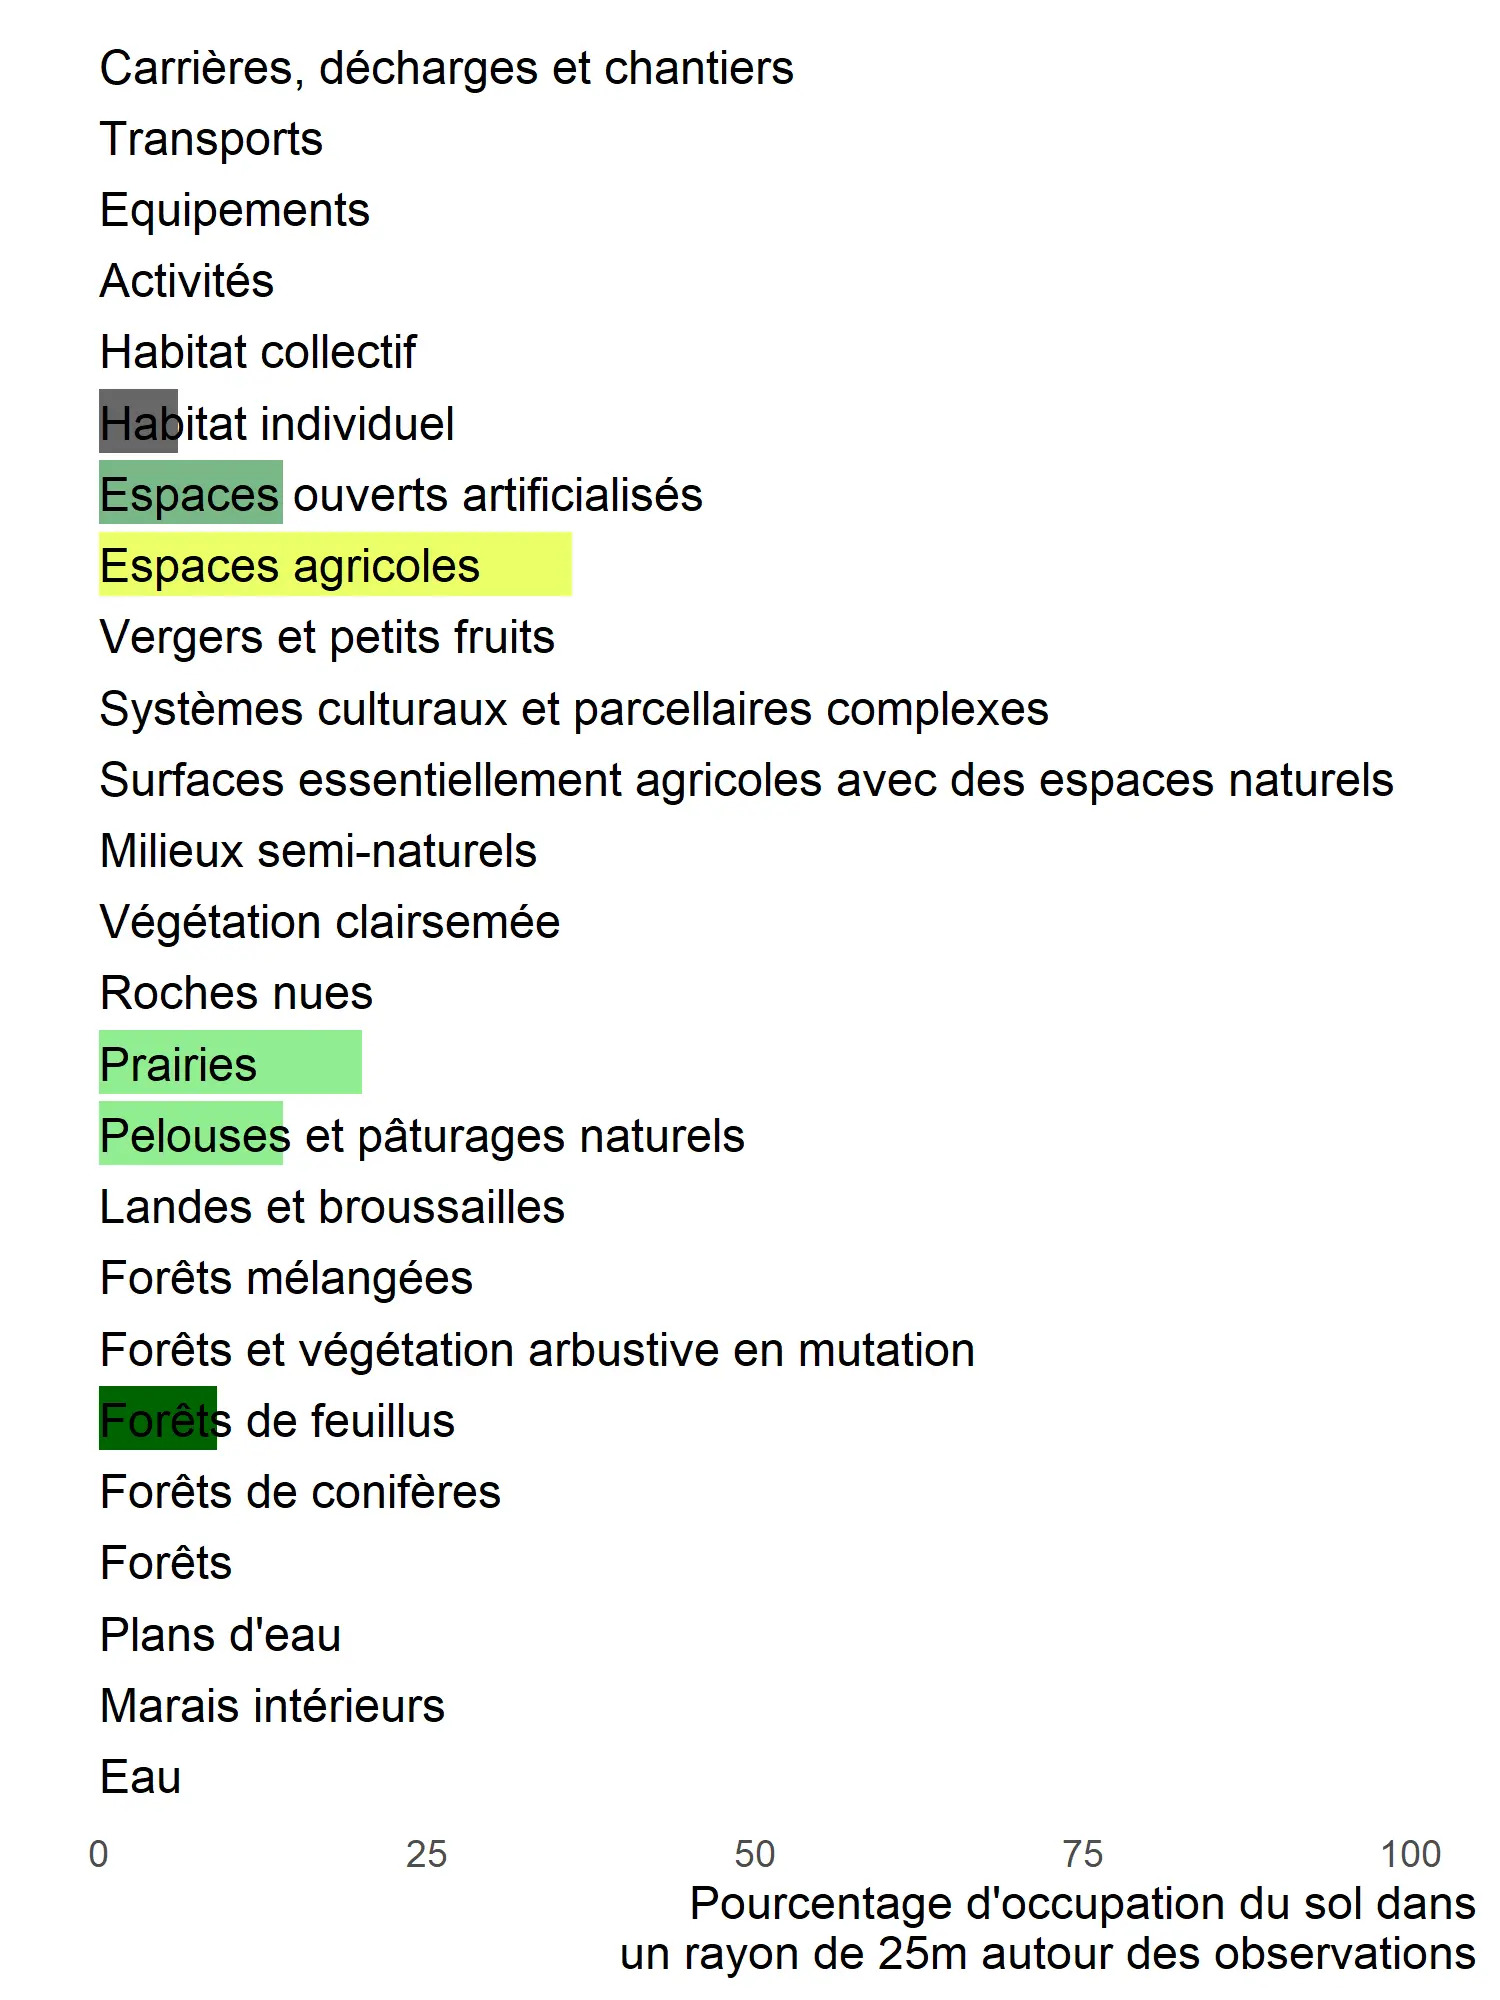 Carrières, décharges et chantiers
Transports
Equipements
Activités
Habitat collectif
Habitat individuel
Espaces ouverts artificialisés
Espaces agricoles
Vergers et petits fruits
Systèmes culturaux et parcellaires complexes
Surfaces essentiellement agricoles avec des espaces naturels
Milieux semi-naturels
Végétation clairsemée
Roches nues
Prairies
Pelouses et pâturages naturels
Landes et broussailles
Forêts mélangées
Forêts et végétation arbustive en mutation
Forêts de feuillus
Forêts de conifères
Forêts
Plans d'eau
Marais intérieurs
Eau
0 25 50 75 100
Pourcentage d'occupation du sol dans
un rayon de 25m autour des observations